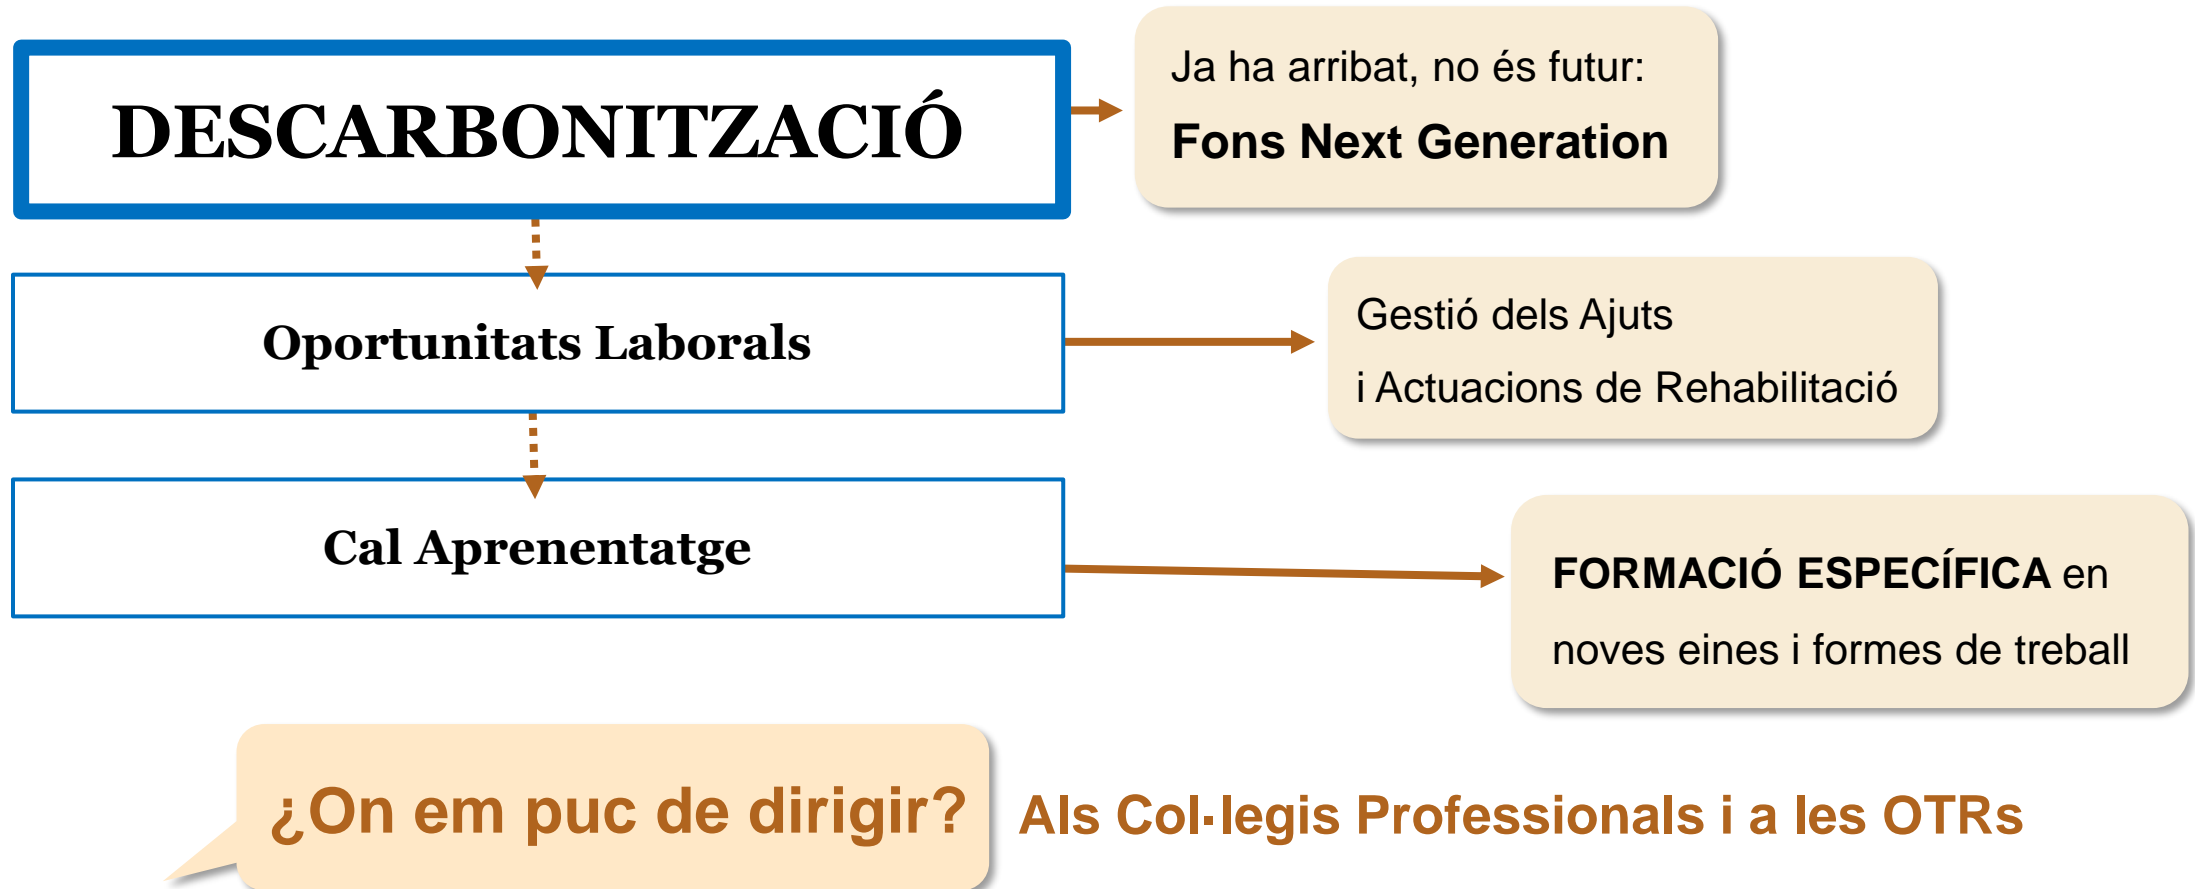 DESCARBONITZACIÓ
Ja ha arribat, no és futur:
Fons Next Generation
Oportunitats Laborals
Gestió dels Ajuts
i Actuacions de Rehabilitació
Cal Aprenentatge
FORMACIÓ ESPECÍFICA en
noves eines i formes de treball
¿On em puc de dirigir?
Als Col·legis Professionals i a les OTRs